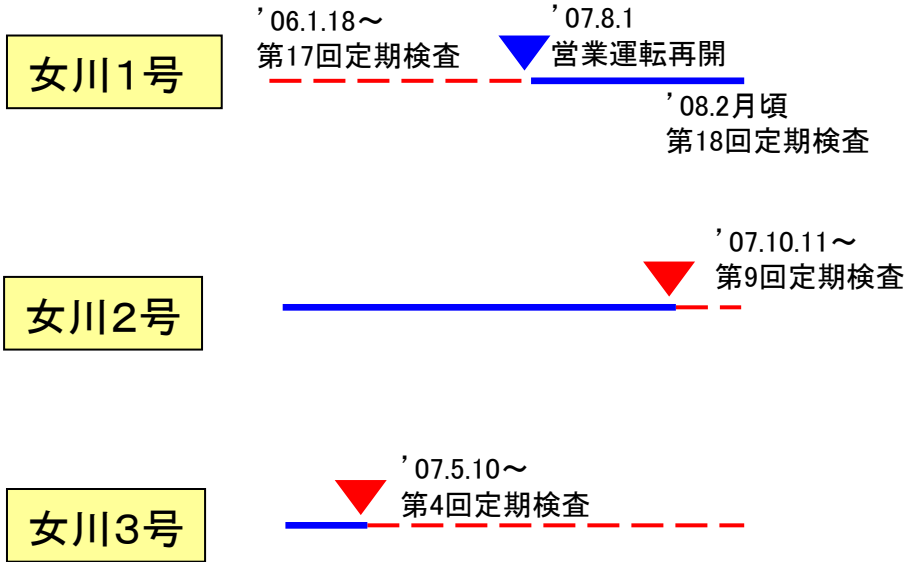 女川1号
'06.1.18～
第17回定期検査
'07.8.1
営業運転再開
'08.2月頃
第18回定期検査
女川2号
'07.10.11～
第9回定期検査
女川3号
'07.5.10～
第4回定期検査